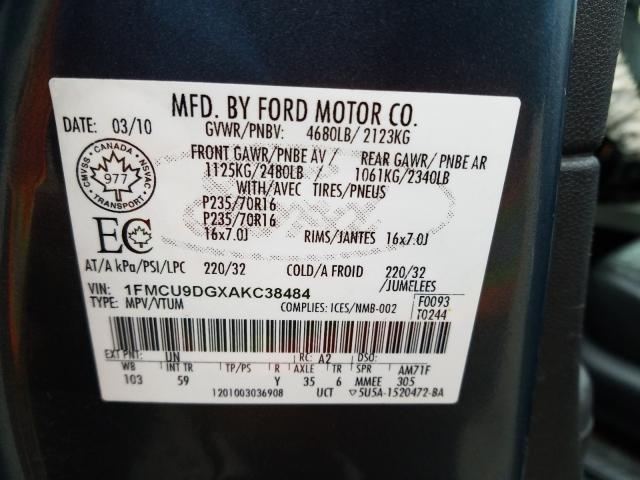 MFD. BY FORD MOTOR CO.
DATE: 03/10
GVWR/PNBV: 4680LB/ 2123KG
FRONT GAWR/PNBE AV / REAR GAWR/ PNBE AR
1125KG/2480LB / 1061KG/2340LB
WITH/AVEC TIRES/PNEUS
CMVSS · CANADA · NSVAC
977
TRANSPORT
P235/70R16
P235/70R16
16x7.0J RIMS/JANTES 16x7.0J
EC
AT/A kPa/PSI/LPC 220/32 COLD/A FROID 220/32
/JUMELEES
VIN: 1FMCU9DGXAKC38484
TYPE: MPV/VTUM COMPLIES: ICES/NMB-002
F0093
T0244
EXT PNT: UN RC: A2 DSO:
WB INT TR TP/PS R AXLE TR SPR AM71F
103 59 Y 35 6 MMEE 305
1201003036908 UCT ▽5U5A-1520472-BA